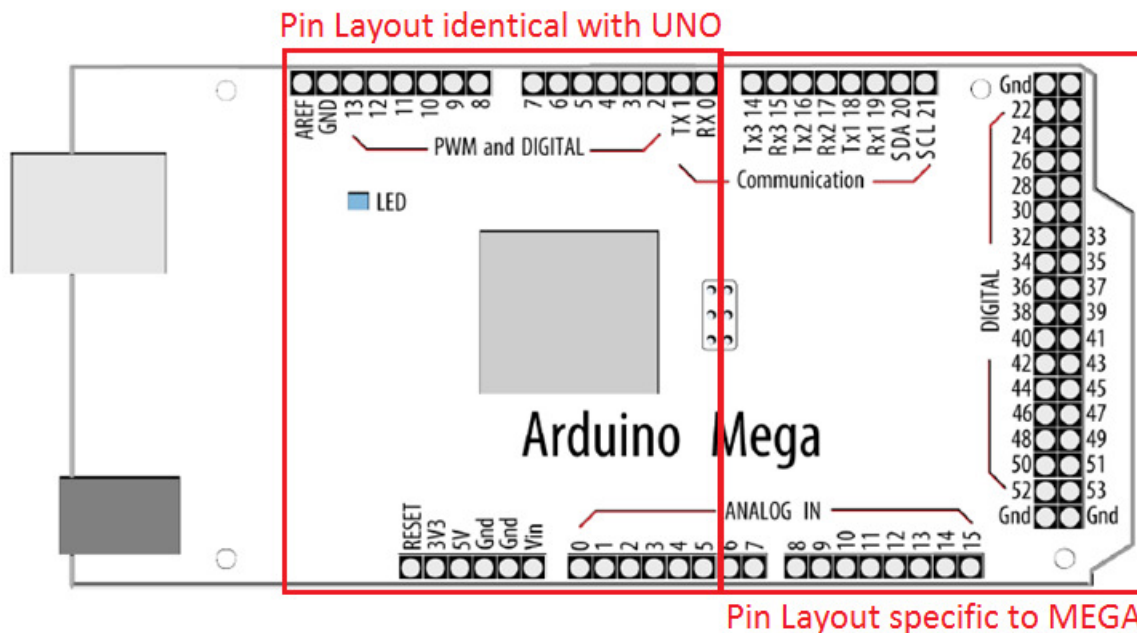 Pin Layout identical with UNO
AREF
GND
13
12
11
10
9
8
7
6
5
4
3
2
TX 1
RX 0
Tx3 14
Rx3 15
Tx2 16
Rx2 17
Tx1 18
Rx1 19
SDA 20
SCL 21
PWM and DIGITAL
Communication
LED
Gnd
22
24
26
28
30
32 33
34 35
36 37
38 39
40 41
42 43
44 45
46 47
48 49
50 51
52 53
Gnd Gnd
DIGITAL
Arduino Mega
ANALOG IN
RESET
3V3
5V
Gnd
Gnd
Vin
0
1
2
3
4
5
6
7
8
9
10
11
12
13
14
15
Pin Layout specific to MEGA